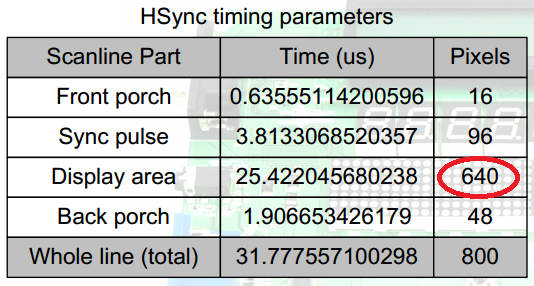 HSync timing parameters
Scanline Part Time (us) Pixels
Front porch 0.63555114200596 16
Sync pulse 3.8133068520357 96
Display area 25.422045680238 640
Back porch 1.906653426179 48
Whole line (total) 31.777557100298 800